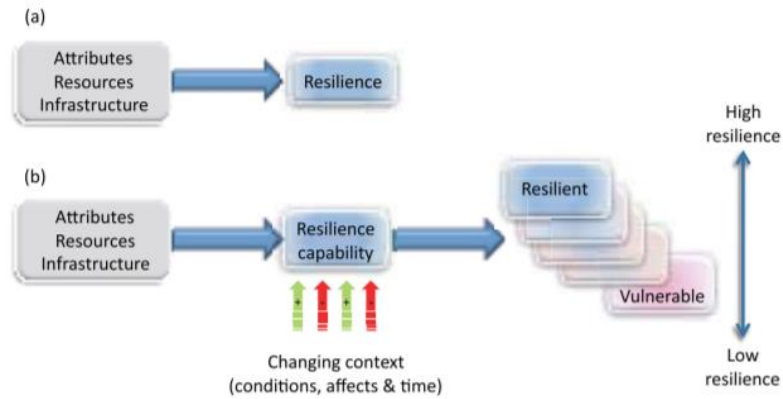 (a)
Attributes
Resources
Infrastructure
Resilience
(b)
Attributes
Resources
Infrastructure
Resilience
capability
+
-
+
-
Changing context
(conditions, affects & time)
Resilient
Vulnerable
High
resilience
Low
resilience